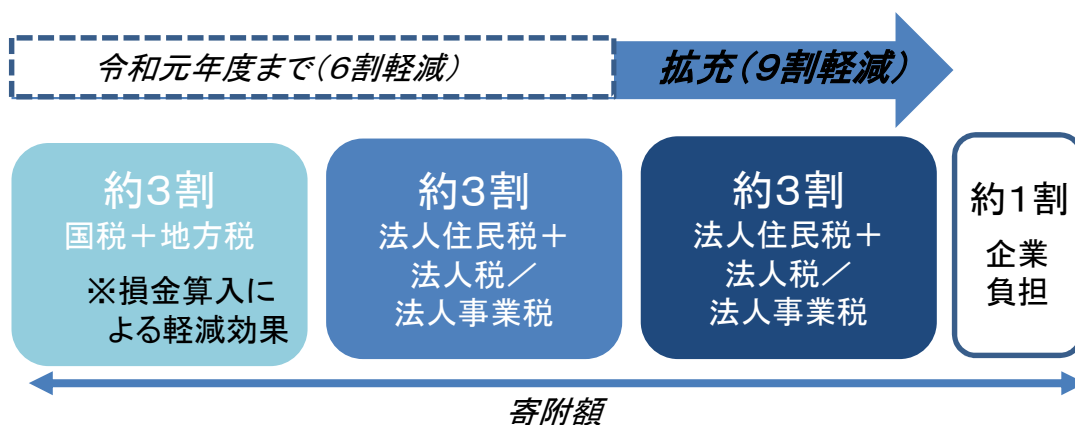 令和元年度まで（６割軽減）
拡充（９割軽減）
約３割
国税＋地方税
※損金算入に
よる軽減効果
約３割
法人住民税＋
法人税／
法人事業税
約３割
法人住民税＋
法人税／
法人事業税
約１割
企業
負担
寄附額